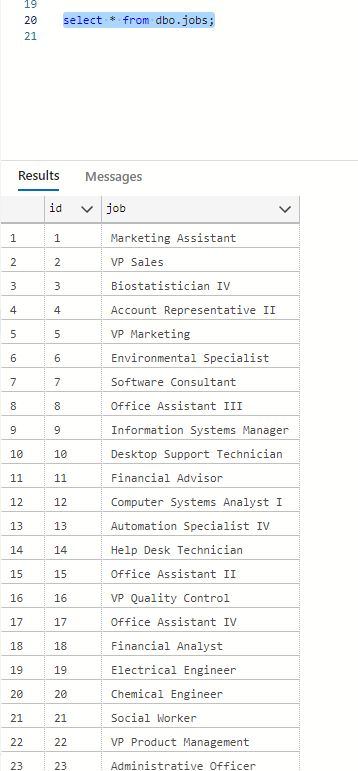 19
20 select * from dbo.jobs;
21
Results Messages
id job
1 1 Marketing Assistant
2 2 VP Sales
3 3 Biostatistician IV
4 4 Account Representative II
5 5 VP Marketing
6 6 Environmental Specialist
7 7 Software Consultant
8 8 Office Assistant III
9 9 Information Systems Manager
10 10 Desktop Support Technician
11 11 Financial Advisor
12 12 Computer Systems Analyst I
13 13 Automation Specialist IV
14 14 Help Desk Technician
15 15 Office Assistant II
16 16 VP Quality Control
17 17 Office Assistant IV
18 18 Financial Analyst
19 19 Electrical Engineer
20 20 Chemical Engineer
21 21 Social Worker
22 22 VP Product Management
23 23 Administrative Officer